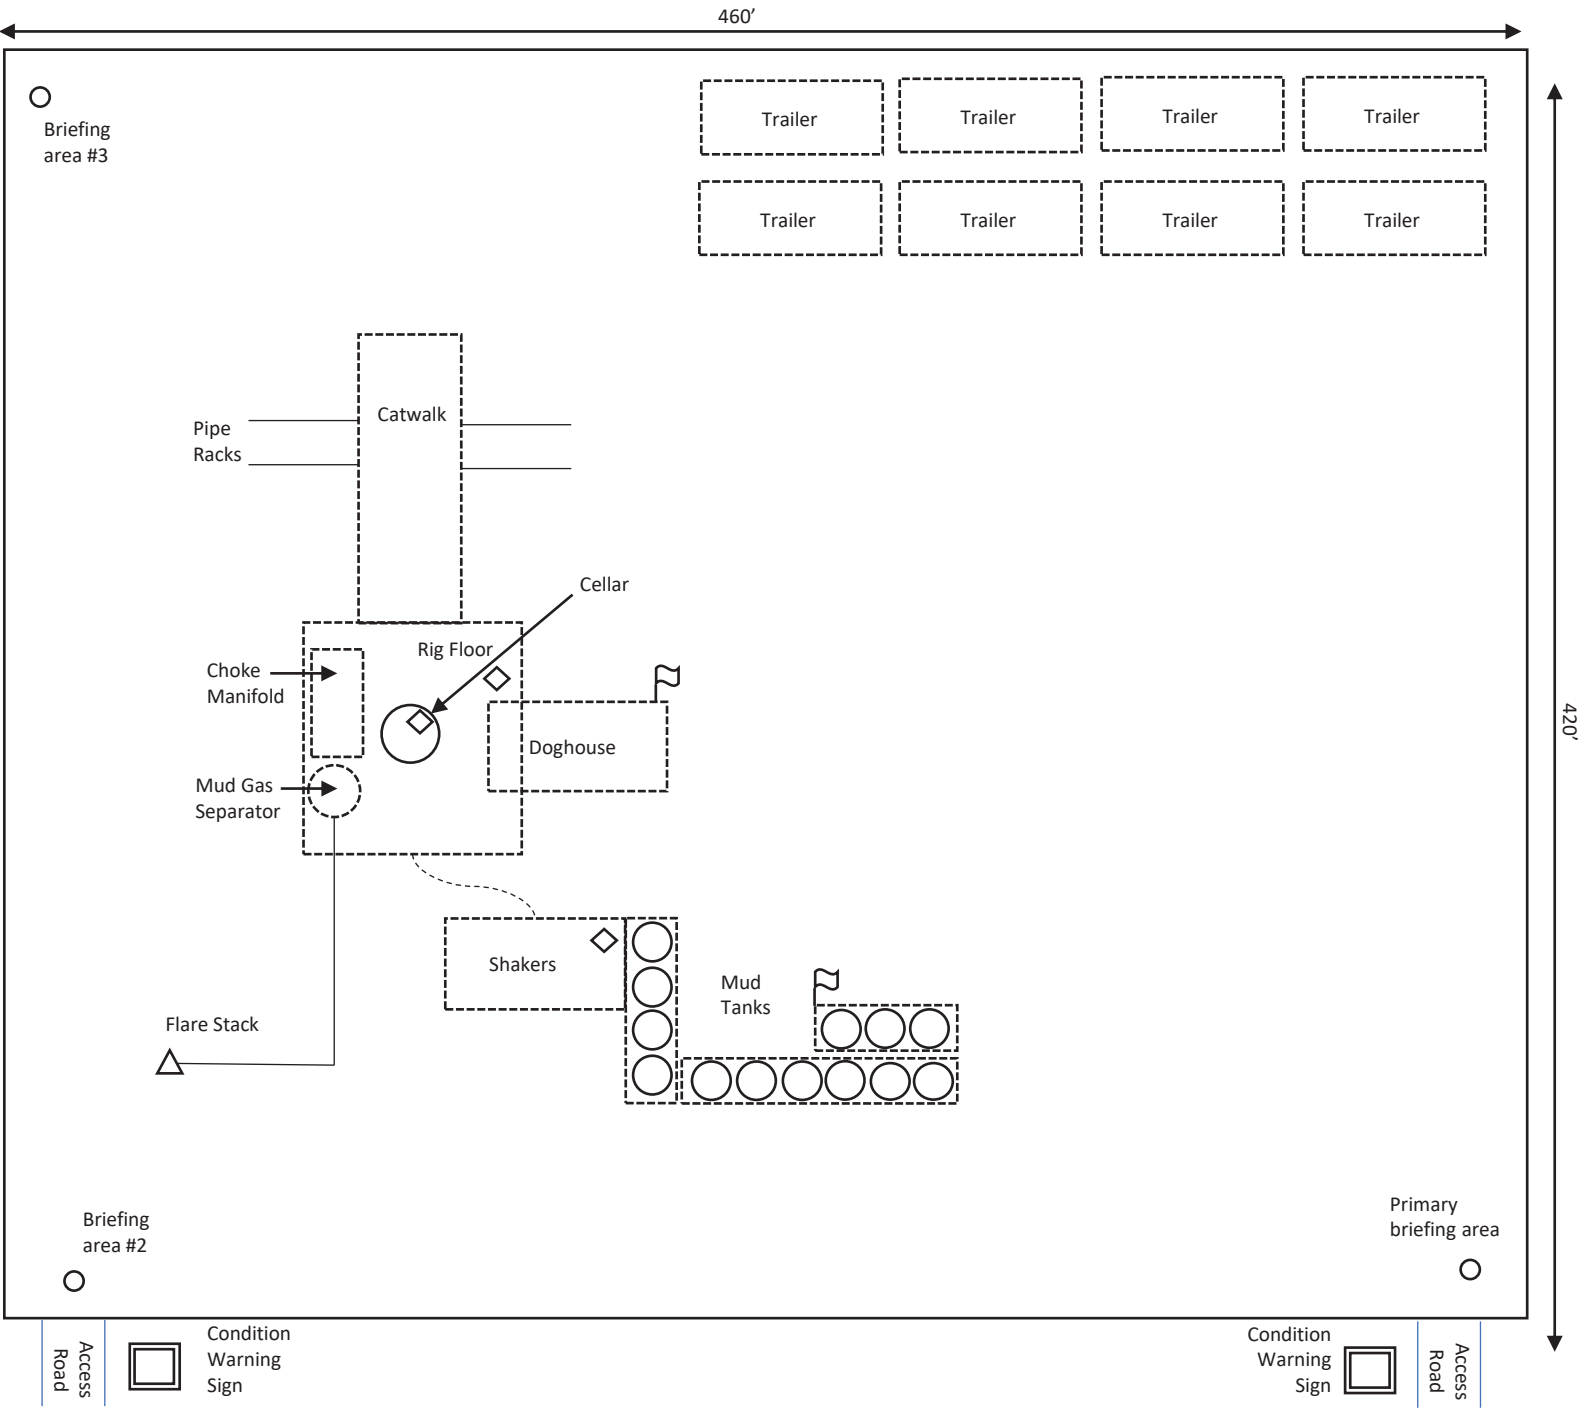 460’
Briefing
area #3
Trailer
Trailer
Trailer
Trailer
Trailer
Trailer
Trailer
Trailer
Catwalk
Pipe
Racks
Cellar
Rig Floor
Choke
Manifold
420’
Doghouse
Mud Gas
Separator
Shakers
Mud
Tanks
Flare Stack
Primary
briefing area
Briefing
area #2
Access
Road
Condition
Warning
Sign
Condition
Warning
Sign
Access
Road